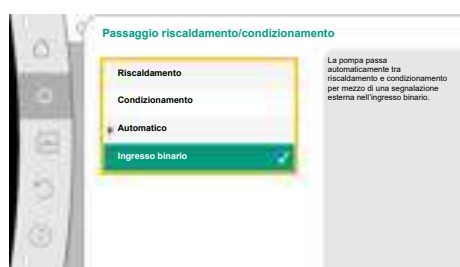 Passaggio riscaldamento/condizionamento
Riscaldamento
Condizionamento
Automatico
Ingresso binario
La pompa passa
automaticamente tra
riscaldamento e condizionamento
per mezzo di una segnalazione
esterna nell'ingresso binario.